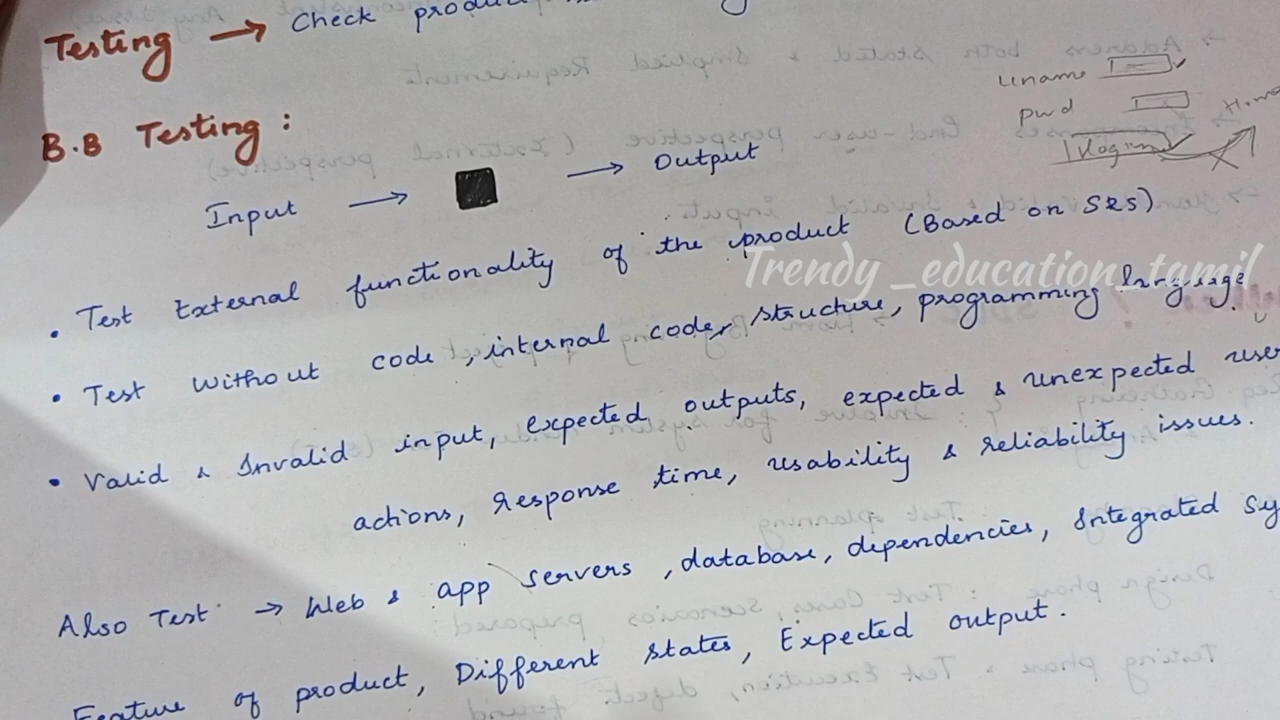 Testing → Check
uname
pwd
B.B Testing :
Input → → Output
• Test External functionality of the product (Based on SRS)
Trendy_education_tamil
• Test without code, internal code, structure, programming language.
• Valid & Invalid input, expected outputs, expected & unexpected user
actions, response time, usability & reliability issues.
Also Test → Web & app servers, database, dependencies, Integrated
Feature of product, Different states, Expected output.